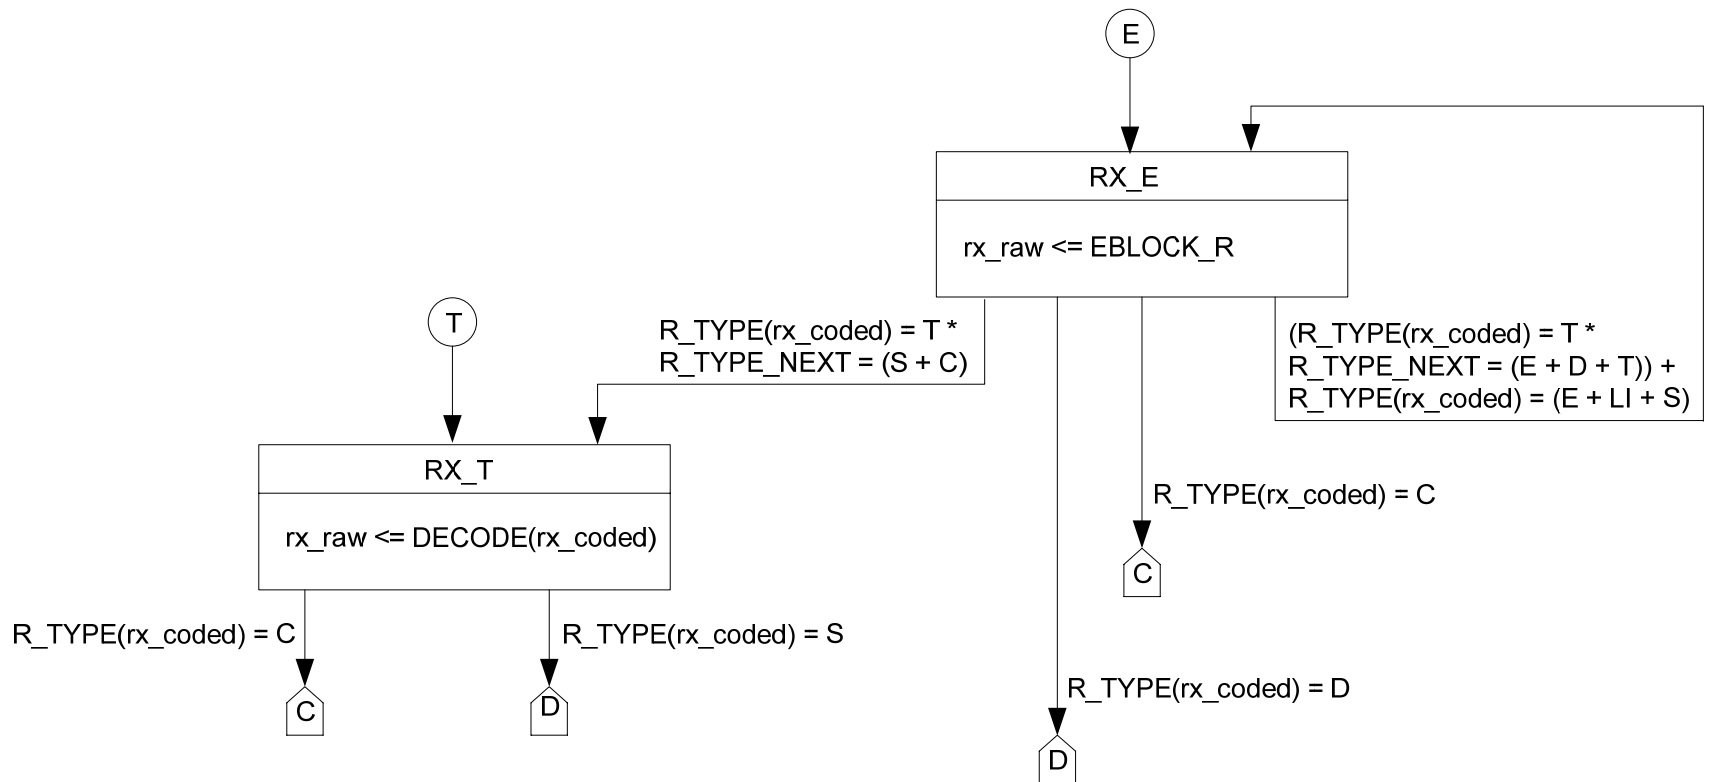 E
RX_E
rx_raw <= EBLOCK_R
T
R_TYPE(rx_coded) = T *
R_TYPE_NEXT = (S + C)
(R_TYPE(rx_coded) = T *
R_TYPE_NEXT = (E + D + T)) +
R_TYPE(rx_coded) = (E + LI + S)
RX_T
rx_raw <= DECODE(rx_coded)
R_TYPE(rx_coded) = C
C
R_TYPE(rx_coded) = C
R_TYPE(rx_coded) = S
C
D
R_TYPE(rx_coded) = D
D